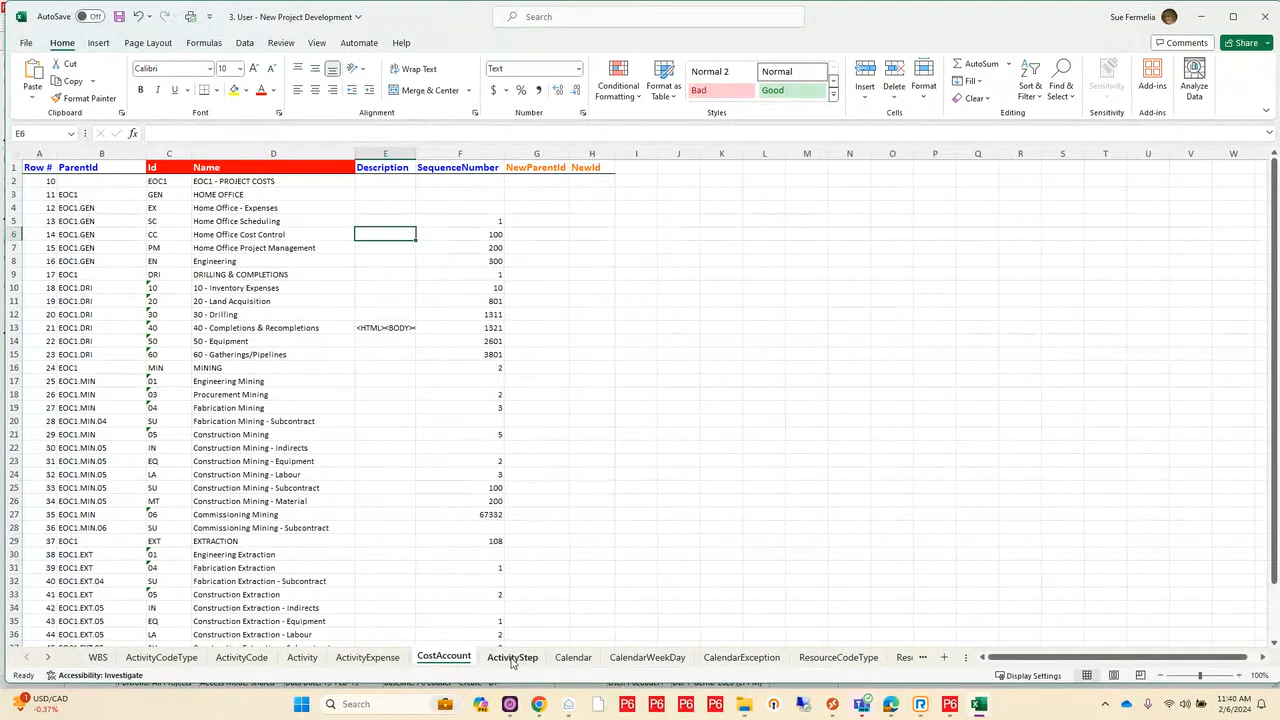 AutoSave Off 3. User - New Project Development Search Sue Fermelia
File Home Insert Page Layout Formulas Data Review View Automate Help Comments Share
Paste Cut Copy Format Painter Clipboard
Calibri 10 B I U Font
Wrap Text Merge & Center Alignment
Text $ % Number
Conditional Formatting Format as Table Normal 2 Normal Bad Good Styles
Insert Delete Format Cells
AutoSum Fill Clear Sort & Filter Find & Select Editing
Sensitivity Sensitivity Add-ins Add-ins Analyze Data
E6 fx
A B C D E F G H I J K L M N O P Q R S T U V W
1 Row # ParentId Id Name Description SequenceNumber NewParentId NewId
2 10 EOC1 EOC1 - PROJECT COSTS
3 11 EOC1 GEN HOME OFFICE
4 12 EOC1.GEN EX Home Office - Expenses
5 13 EOC1.GEN SC Home Office Scheduling 1
6 14 EOC1.GEN CC Home Office Cost Control 100
7 15 EOC1.GEN PM Home Office Project Management 200
8 16 EOC1.GEN EN Engineering 300
9 17 EOC1 DRI DRILLING & COMPLETIONS 1
10 18 EOC1.DRI 10 10 - Inventory Expenses 10
11 19 EOC1.DRI 20 20 - Land Acquisition 801
12 20 EOC1.DRI 30 30 - Drilling 1311
13 21 EOC1.DRI 40 40 - Completions & Recompletions <HTML><BODY>< 1321
14 22 EOC1.DRI 50 50 - Equipment 2601
15 23 EOC1.DRI 60 60 - Gatherings/Pipelines 3801
16 24 EOC1 MIN MINING 2
17 25 EOC1.MIN 01 Engineering Mining
18 26 EOC1.MIN 03 Procurement Mining 2
19 27 EOC1.MIN 04 Fabrication Mining 3
20 28 EOC1.MIN.04 SU Fabrication Mining - Subcontract
21 29 EOC1.MIN 05 Construction Mining 5
22 30 EOC1.MIN.05 IN Construction Mining - Indirects
23 31 EOC1.MIN.05 EQ Construction Mining - Equipment 2
24 32 EOC1.MIN.05 LA Construction Mining - Labour 3
25 33 EOC1.MIN.05 SU Construction Mining - Subcontract 100
26 34 EOC1.MIN.05 MT Construction Mining - Material 200
27 35 EOC1.MIN 06 Commissioning Mining 67332
28 36 EOC1.MIN.06 SU Commissioning Mining - Subcontract
29 37 EOC1 EXT EXTRACTION 108
30 38 EOC1.EXT 01 Engineering Extraction
31 39 EOC1.EXT 04 Fabrication Extraction 1
32 40 EOC1.EXT.04 SU Fabrication Extraction - Subcontract
33 41 EOC1.EXT 05 Construction Extraction 2
34 42 EOC1.EXT.05 IN Construction Extraction - Indirects
35 43 EOC1.EXT.05 EQ Construction Extraction - Equipment 1
36 44 EOC1.EXT.05 LA Construction Extraction - Labour 2
WBS ActivityCodeType ActivityCode Activity ActivityExpense CostAccount ActivityStep Calendar CalendarWeekDay CalendarException ResourceCodeType Res
Ready Accessibility: Investigate Display Settings 100%
USD/CAD
-0.37%
Search
P6 P6 P6 P6 P6 P6
11:40 AM
2/6/2024